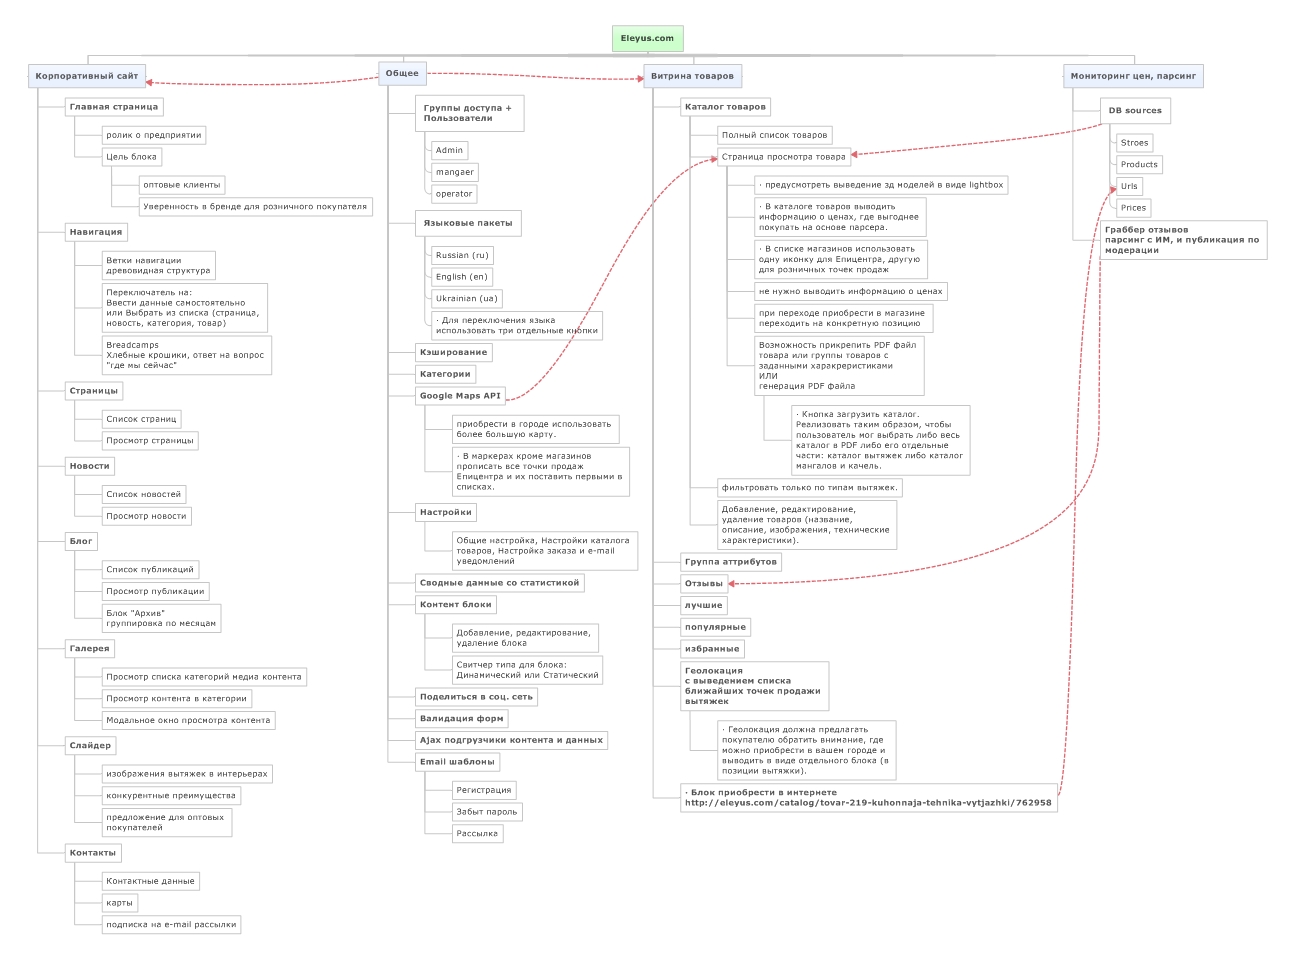 Eleyus.com
Корпоративный сайт
Главная страница
ролик о предприятии
Цель блока
оптовые клиенты
Уверенность в бренде для розничного покупателя
Навигация
Ветки навигации
древовидная структура
Переключатель на:
Ввести данные самостоятельно
или Выбрать из списка (страница,
новость, категория, товар)
Breadcamps
Хлебные крошики, ответ на вопрос
"где мы сейчас"
Страницы
Список страниц
Просмотр страницы
Новости
Список новостей
Просмотр новости
Блог
Список публикаций
Просмотр публикации
Блок "Архив"
группировка по месяцам
Галерея
Просмотр списка категорий медиа контента
Просмотр контента в категории
Модальное окно просмотра контента
Слайдер
изображения вытяжек в интерьерах
конкурентные преимущества
предложение для оптовых
покупателей
Контакты
Контактные данные
карты
подписка на e-mail рассылки
Общее
Группы доступа +
Пользователи
Admin
mangaer
operator
Языковые пакеты
Russian (ru)
English (en)
Ukrainian (ua)
· Для переключения языка
использовать три отдельные кнопки
Кэширование
Категории
Google Maps API
приобрести в городе использовать
более большую карту.
· В маркерах кроме магазинов
прописать все точки продаж
Епицентра и их поставить первыми в
списках.
Настройки
Общие настройка, Настройки каталога
товаров, Настройка заказа и e-mail
уведомлений
Сводные данные со статистикой
Контент блоки
Добавление, редактирование,
удаление блока
Свитчер типа для блока:
Динамический или Статический
Поделиться в соц. сеть
Валидация форм
Ajax подгрузчики контента и данных
Email шаблоны
Регистрация
Забыт пароль
Рассылка
Витрина товаров
Каталог товаров
Полный список товаров
Страница просмотра товара
· предусмотреть выведение 3д моделей в виде lightbox
· В каталоге товаров выводить
информацию о ценах, где выгоднее
покупать на основе парсера.
· В списке магазинов использовать
одну иконку для Епицентра, другую
для розничных точек продаж
не нужно выводить информацию о ценах
при переходе приобрести в магазине
переходить на конкретную позицию
Возможность прикрепить PDF файл
товара или группы товаров с
заданными харакреристиками
ИЛИ
генерация PDF файла
· Кнопка загрузить каталог.
Реализовать таким образом, чтобы
пользователь мог выбрать либо весь
каталог в PDF либо его отдельные
части: каталог вытяжек либо каталог
мангалов и качель.
фильтровать только по типам вытяжек.
Добавление, редактирование,
удаление товаров (название,
описание, изображения, технические
характеристики).
Группа аттрибутов
Отзывы
лучшие
популярные
избранные
Геолокация
с выведением списка
ближайших точек продажи
вытяжек
· Геолокация должна предлагать
покупателю обратить внимание, где
можно приобрести в вашем городе и
выводить в виде отдельного блока (в
позиции вытяжки).
· Блок приобрести в интернете
http://eleyus.com/catalog/tovar-219-kuhonnaja-tehnika-vytjazhki/762958
Мониторинг цен, парсинг
DB sources
Stroes
Products
Urls
Prices
Граббер отзывов
парсинг с ИМ, и публикация по
модерации